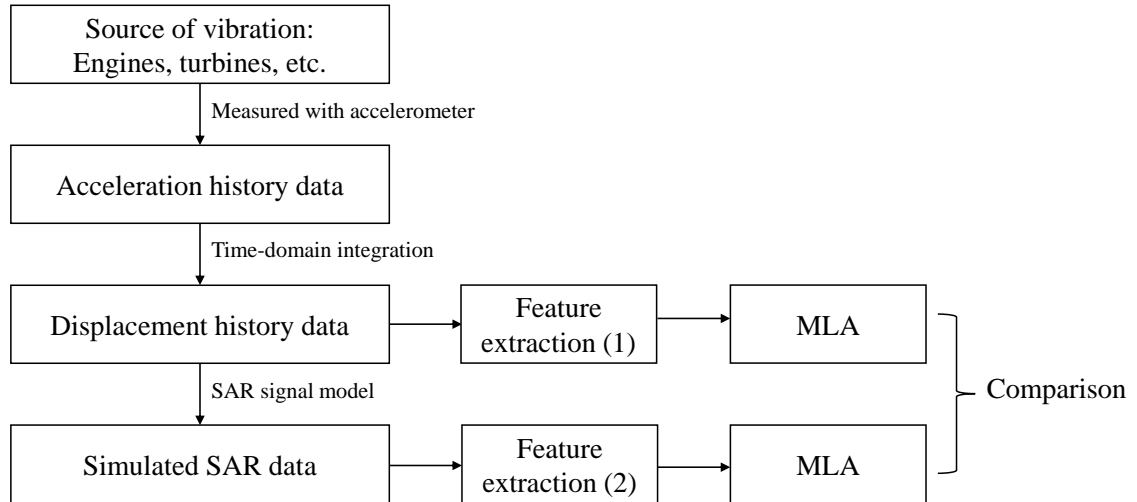 Source of vibration:
Engines, turbines, etc.
Measured with accelerometer
Acceleration history data
Time-domain integration
Displacement history data
Feature
extraction (1)
MLA
Comparison
SAR signal model
Simulated SAR data
Feature
extraction (2)
MLA